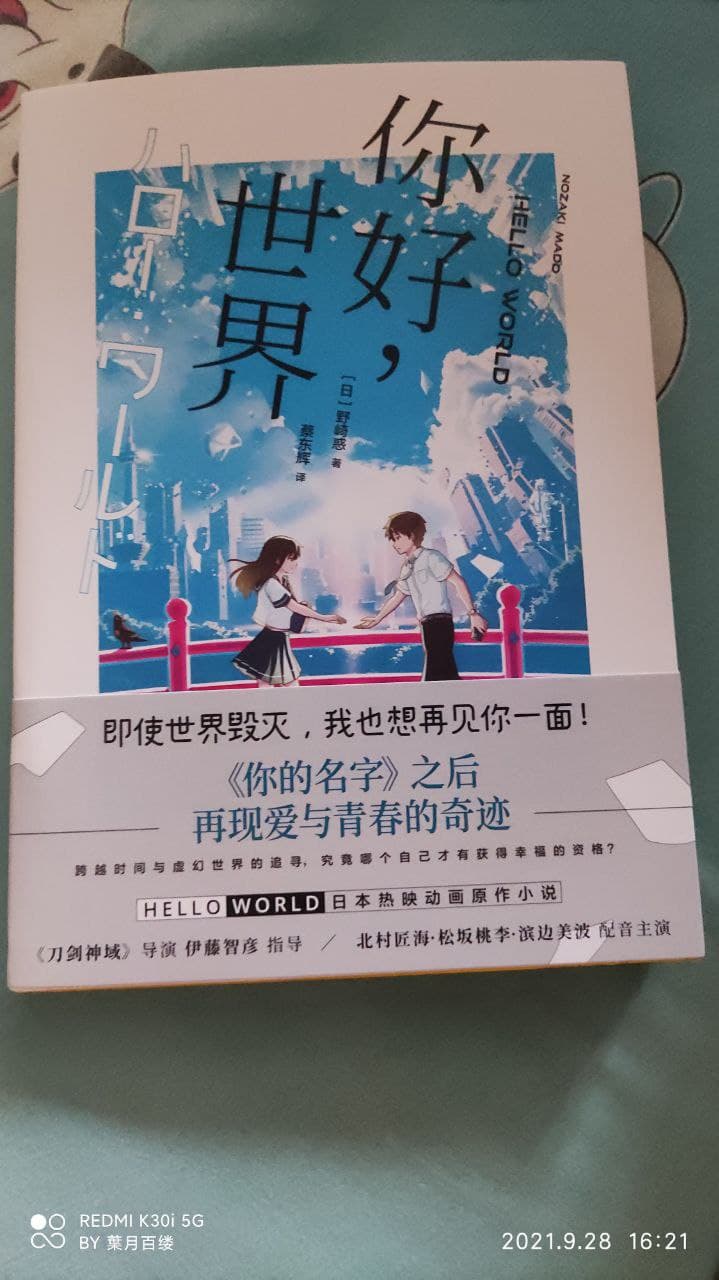 你好，
世界
ハロー・ワールド
HELLO WORLD
NOZAKI MADO
［日］野崎惑 著
蔡东辉 译
即使世界毁灭，我也想再见你一面！
《你的名字》之后
再现爱与青春的奇迹
跨越时间与虚幻世界的追寻，究竟哪个自己才有获得幸福的资格？
HELLO WORLD 日本热映动画原作小说
《刀剑神域》导演 伊藤智彦 指导 ／ 北村匠海·松坂桃李·滨边美波 配音主演
REDMI K30i 5G
BY 葉月百缕
2021.9.28 16:21